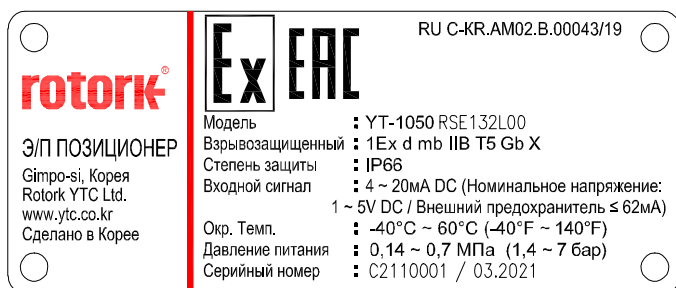 rotork®
Э/П ПОЗИЦИОНЕР
Gimpo-si, Корея
Rotork YTC Ltd.
www.ytc.co.kr
Сделано в Корее
Ex EAC
RU C-KR.AM02.B.00043/19
Модель : YT-1050 RSE132L00
Взрывозащищенный : 1Ex d mb IIB T5 Gb X
Степень защиты : IP66
Входной сигнал : 4 ~ 20мА DC (Номинальное напряжение:
1 ~ 5V DC / Внешний предохранитель ≤ 62мА)
Окр. Темп. : -40°C ~ 60°C (-40°F ~ 140°F)
Давление питания : 0,14 ~ 0,7 МПа (1,4 ~ 7 бар)
Серийный номер : C2110001 / 03.2021